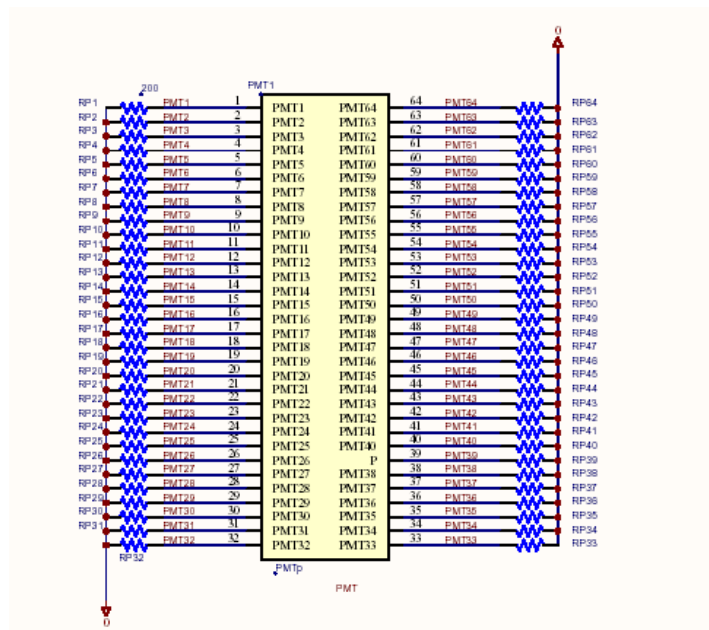 0
200 PMT1
RP1 PMT1 1 PMT1 PMT64 64 PMT64 RP64
RP2 PMT2 2 PMT2 PMT63 63 PMT63 RP63
RP3 PMT3 3 PMT3 PMT62 62 PMT62 RP62
RP4 PMT4 4 PMT4 PMT61 61 PMT61 RP61
RP5 PMT5 5 PMT5 PMT60 60 PMT60 RP60
RP6 PMT6 6 PMT6 PMT59 59 PMT59 RP59
RP7 PMT7 7 PMT7 PMT58 58 PMT58 RP58
RP8 PMT8 8 PMT8 PMT57 57 PMT57 RP57
RP9 PMT9 9 PMT9 PMT56 56 PMT56 RP56
RP10 PMT10 10 PMT10 PMT55 55 PMT55 RP55
RP11 PMT11 11 PMT11 PMT54 54 PMT54 RP54
RP12 PMT12 12 PMT12 PMT53 53 PMT53 RP53
RP13 PMT13 13 PMT13 PMT52 52 PMT52 RP52
RP14 PMT14 14 PMT14 PMT51 51 PMT51 RP51
RP15 PMT15 15 PMT15 PMT50 50 PMT50 RP50
RP16 PMT16 16 PMT16 PMT49 49 PMT49 RP49
RP17 PMT17 17 PMT17 PMT48 48 PMT48 RP48
RP18 PMT18 18 PMT18 PMT47 47 PMT47 RP47
RP19 PMT19 19 PMT19 PMT46 46 PMT46 RP46
RP20 PMT20 20 PMT20 PMT45 45 PMT45 RP45
RP21 PMT21 21 PMT21 PMT44 44 PMT44 RP44
RP22 PMT22 22 PMT22 PMT43 43 PMT43 RP43
RP23 PMT23 23 PMT23 PMT42 42 PMT42 RP42
RP24 PMT24 24 PMT24 PMT41 41 PMT41 RP41
RP25 PMT25 25 PMT25 PMT40 40 PMT40 RP40
RP26 PMT26 26 PMT26 P 39 PMT39 RP39
RP27 PMT27 27 PMT27 PMT38 38 PMT38 RP38
RP28 PMT28 28 PMT28 PMT37 37 PMT37 RP37
RP29 PMT29 29 PMT29 PMT36 36 PMT36 RP36
RP30 PMT30 30 PMT30 PMT35 35 PMT35 RP35
RP31 PMT31 31 PMT31 PMT34 34 PMT34 RP34
PMT32 32 PMT32 PMT33 33 PMT33 RP33
RP32
PMTp
PMT
0